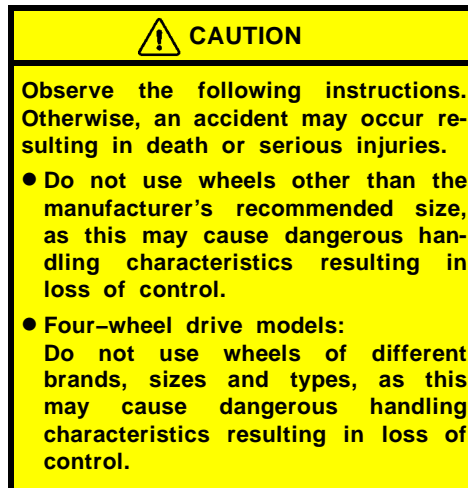 CAUTION
Observe the following instructions.
Otherwise, an accident may occur re-
sulting in death or serious injuries.
● Do not use wheels other than the
manufacturer's recommended size,
as this may cause dangerous han-
dling characteristics resulting in
loss of control.
● Four–wheel drive models:
Do not use wheels of different
brands, sizes and types, as this
may cause dangerous handling
characteristics resulting in loss of
control.